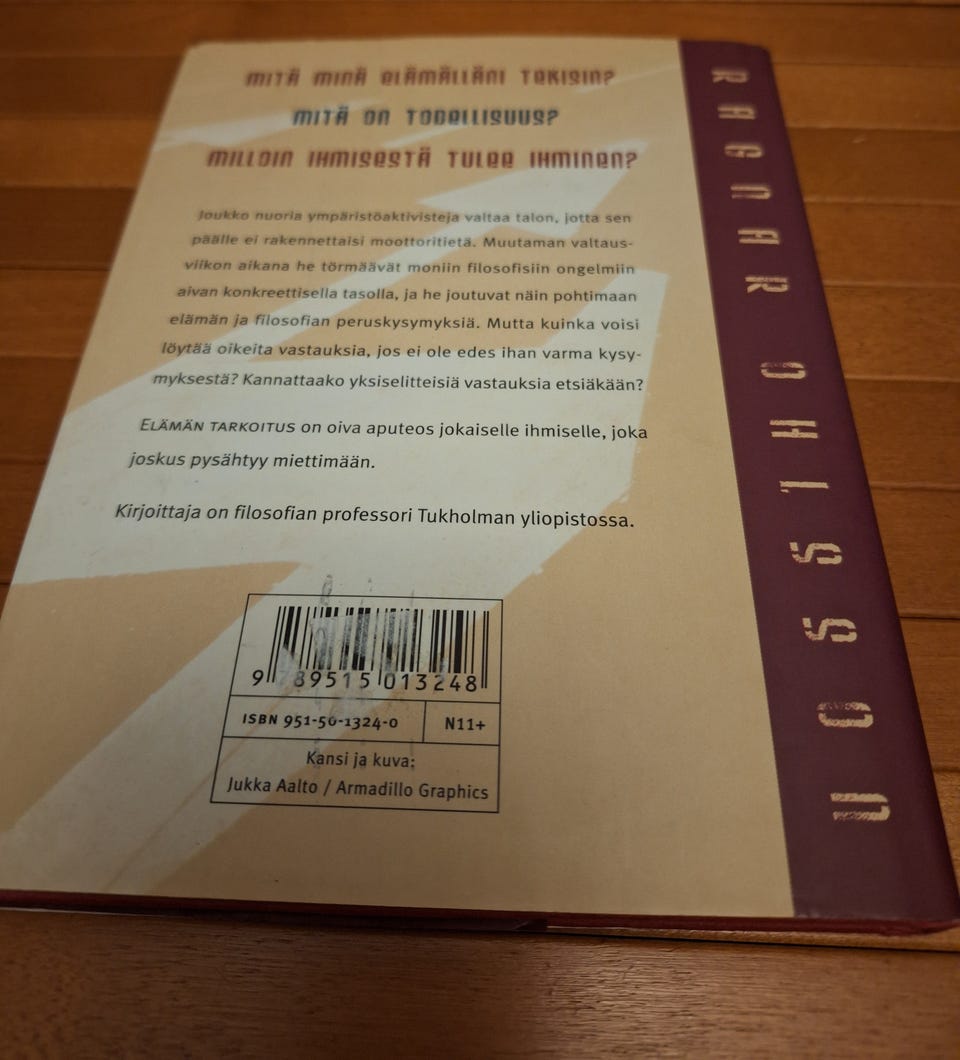 MITÄ MINÄ ELÄMÄLLÄNI TEKISIN?
MITÄ ON TODELLISUUS?
MILLOIN IHMISESTÄ TULEE IHMINEN?
Joukko nuoria ympäristöaktivisteja valtaa talon, jotta sen
päälle ei rakennettaisi moottoritietä. Muutaman valtaus-
viikon aikana he törmäävät moniin filosofisiin ongelmiin
aivan konkreettisella tasolla, ja he joutuvat näin pohtimaan
elämän ja filosofian peruskysymyksiä. Mutta kuinka voisi
löytää oikeita vastauksia, jos ei ole edes ihan varma kysy-
myksestä? Kannattaako yksiselitteisiä vastauksia etsiäkään?
ELÄMÄN TARKOITUS on oiva aputeos jokaiselle ihmiselle, joka
joskus pysähtyy miettimään.
Kirjoittaja on filosofian professori Tukholman yliopistossa.
9 789515 013248
ISBN 951-50-1324-0 N11+
Kansi ja kuva:
Jukka Aalto / Armadillo Graphics
RAGNAR OHLSSON